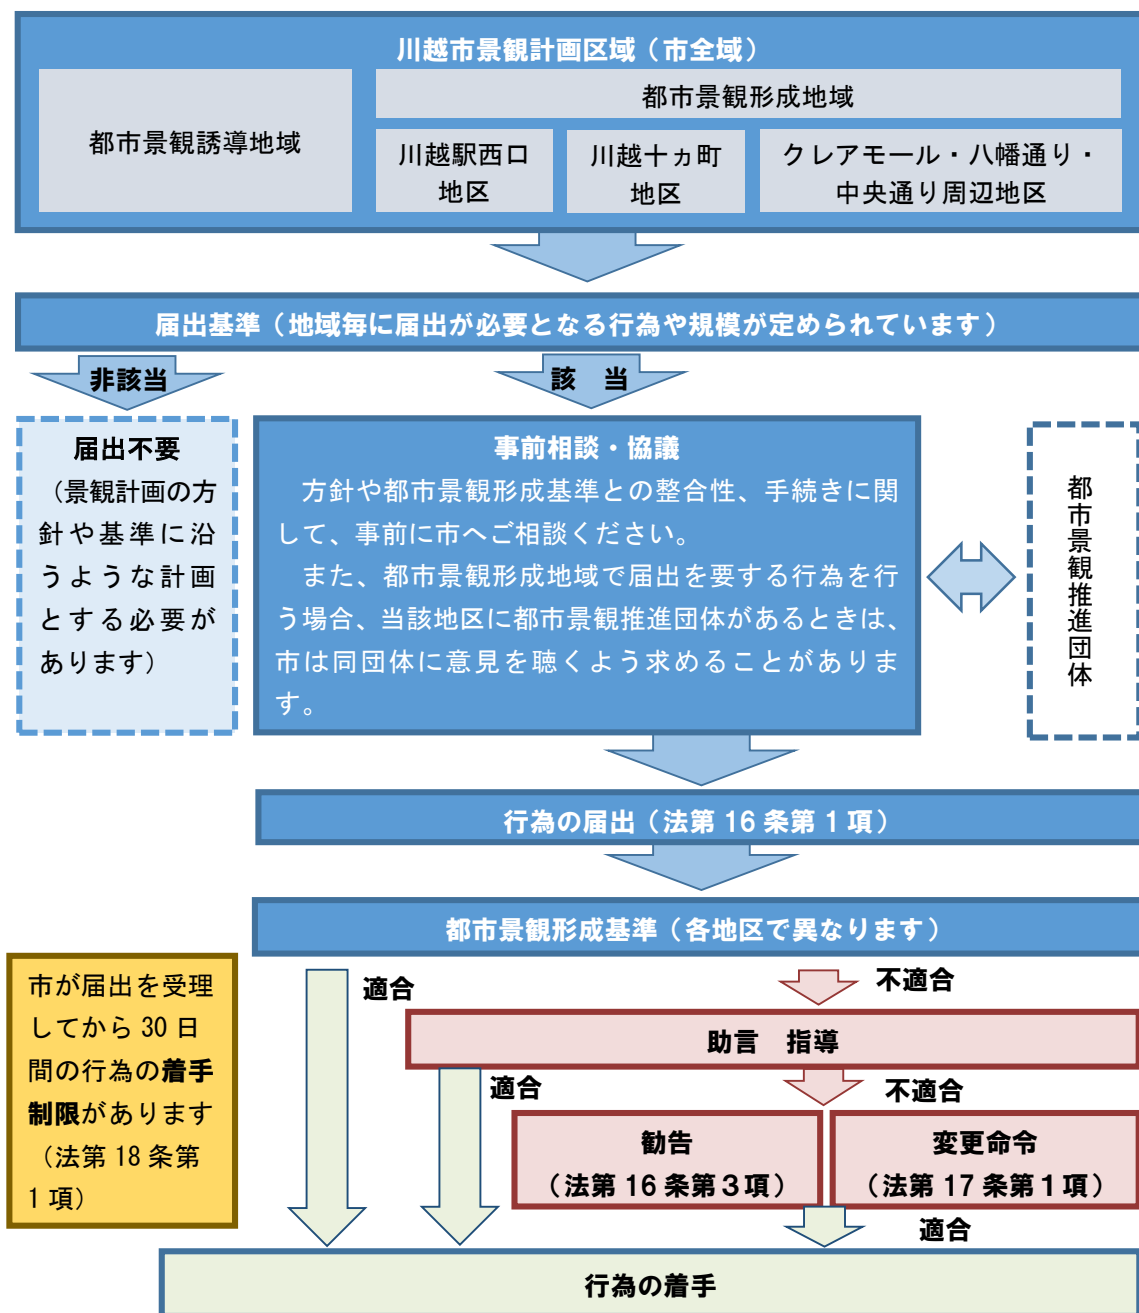 川越市景観計画区域（市全域）
都市景観誘導地域
都市景観形成地域
川越駅西口
地区
川越十ヵ町
地区
クレアモール・八幡通り・
中央通り周辺地区
届出基準（地域毎に届出が必要となる行為や規模が定められています）
非該当
該　当
届出不要
（景観計画の方
針や基準に沿
うような計画
とする必要が
あります）
事前相談・協議
方針や都市景観形成基準との整合性、手続きに関
して、事前に市へご相談ください。
また、都市景観形成地域で届出を要する行為を行
う場合、当該地区に都市景観推進団体があるときは、
市は同団体に意見を聴くよう求めることがありま
す。
都市景観推進団体
行為の届出（法第 16 条第 1 項）
都市景観形成基準（各地区で異なります）
市が届出を受理
してから 30 日
間の行為の着手
制限があります
（法第 18 条第
1 項）
適合
不適合
助言　指導
適合
不適合
勧告
（法第 16 条第３項）
変更命令
（法第 17 条第１項）
適合
行為の着手